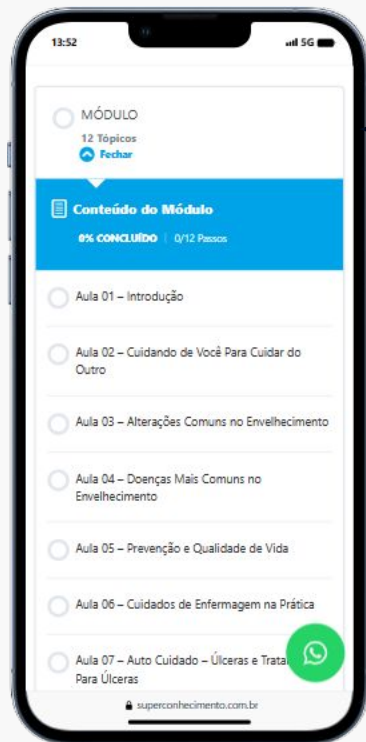 13:52
5G
MÓDULO
12 Tópicos
Fechar
Conteúdo do Módulo
0% CONCLUÍDO | 0/12 Passos
Aula 01 – Introdução
Aula 02 – Cuidando de Você Para Cuidar do
Outro
Aula 03 – Alterações Comuns no Envelhecimento
Aula 04 – Doenças Mais Comuns no
Envelhecimento
Aula 05 – Prevenção e Qualidade de Vida
Aula 06 – Cuidados de Enfermagem na Prática
Aula 07 – Auto Cuidado – Úlceras e
Para Úlceras
superconhecimento.com.br